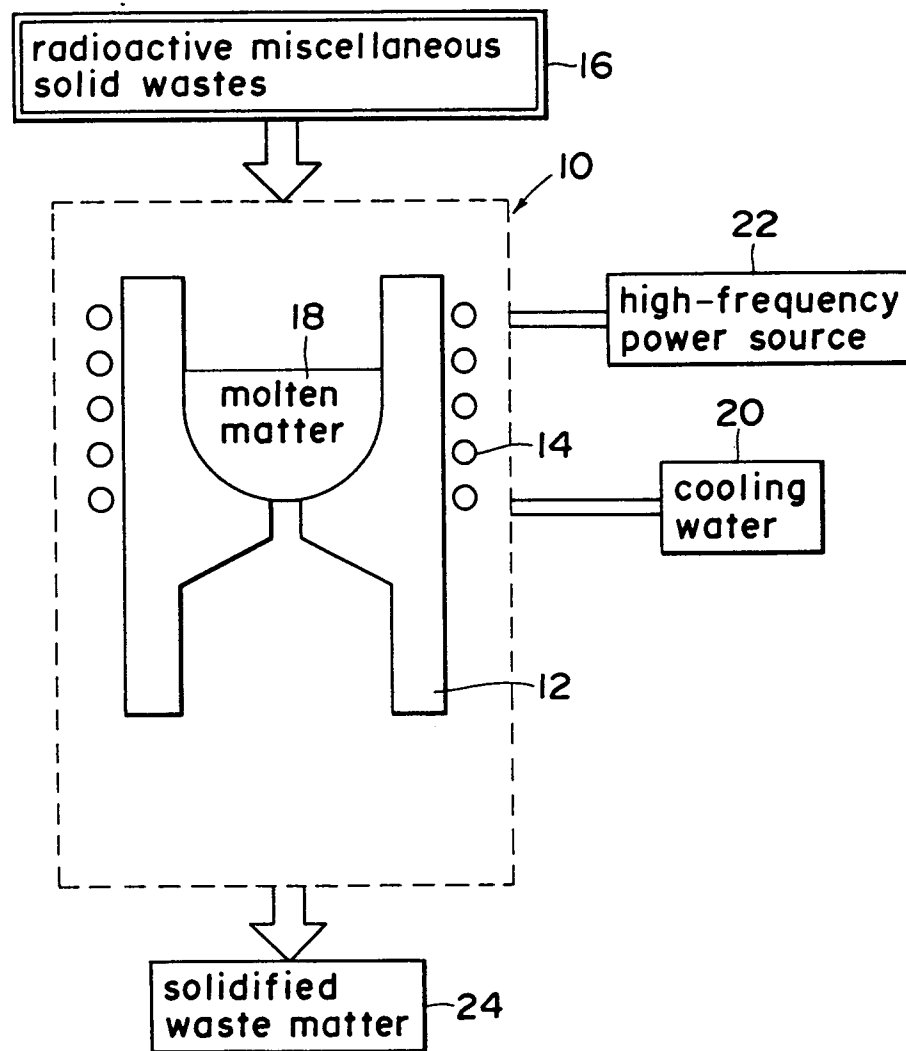 radioactive miscellaneous
solid wastes
16
10
22
high-frequency
power source
18
molten
matter
14
20
cooling
water
12
solidified
waste matter
24